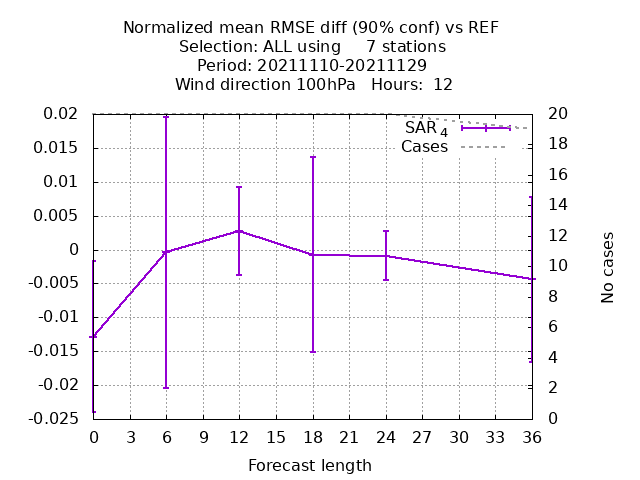 Normalized mean RMSE diff (90% conf) vs REF
Selection: ALL using     7 stations
Period: 20211110-20211129
Wind direction 100hPa   Hours:  12
0.02
0.015
0.01
0.005
0
-0.005
-0.01
-0.015
-0.02
-0.025
SAR 4
Cases
20
18
16
14
12
10
8
6
4
2
0
No cases
0 3 6 9 12 15 18 21 24 27 30 33 36
Forecast length